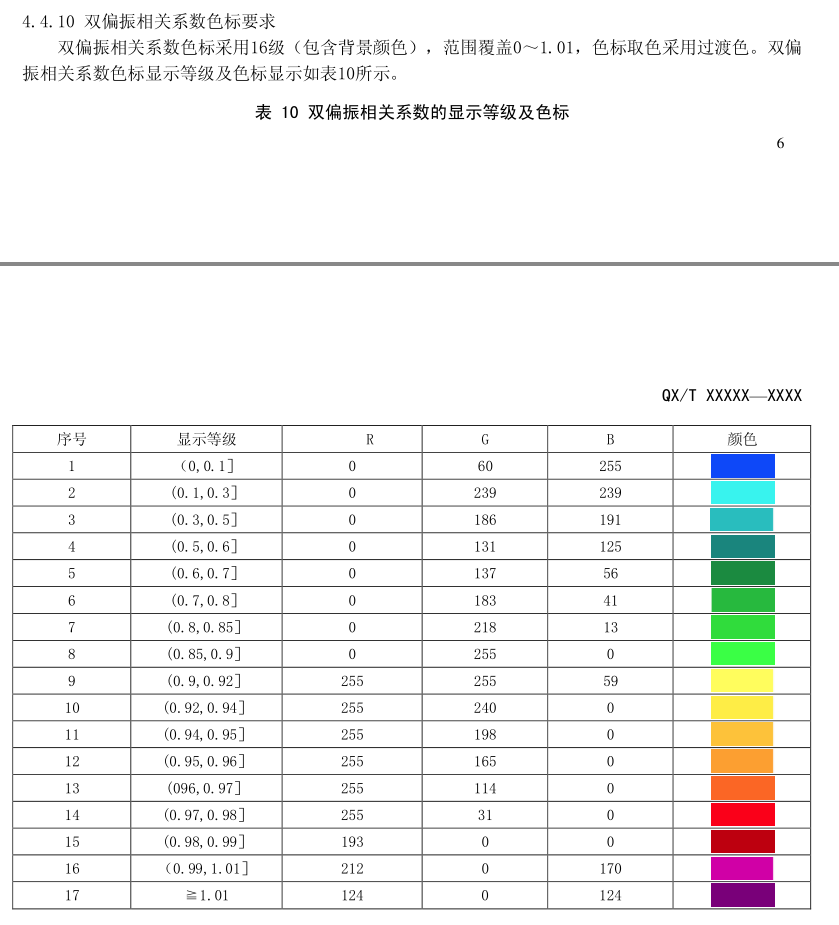 4.4.10 双偏振相关系数色标要求
双偏振相关系数色标采用16级（包含背景颜色），范围覆盖0～1.01，色标取色采用过渡色。双偏
振相关系数色标显示等级及色标显示如表10所示。
表 10 双偏振相关系数的显示等级及色标
6
QX/T XXXXX—XXXX
序号 显示等级 R G B 颜色
1 （0,0.1］ 0 60 255
2 (0.1,0.3］ 0 239 239
3 (0.3,0.5］ 0 186 191
4 (0.5,0.6］ 0 131 125
5 (0.6,0.7］ 0 137 56
6 (0.7,0.8］ 0 183 41
7 (0.8,0.85］ 0 218 13
8 (0.85,0.9］ 0 255 0
9 (0.9,0.92］ 255 255 59
10 (0.92,0.94］ 255 240 0
11 (0.94,0.95］ 255 198 0
12 (0.95,0.96］ 255 165 0
13 (096,0.97］ 255 114 0
14 (0.97,0.98］ 255 31 0
15 (0.98,0.99］ 193 0 0
16 （0.99,1.01］ 212 0 170
17 ≧1.01 124 0 124